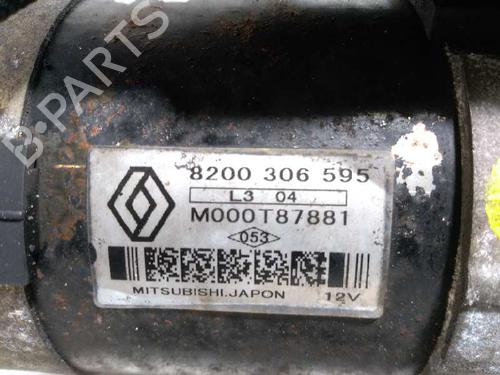 B-PARTS
8200 306 595
L3 04
M000T87881
053
MITSUBISHI.JAPON 12V